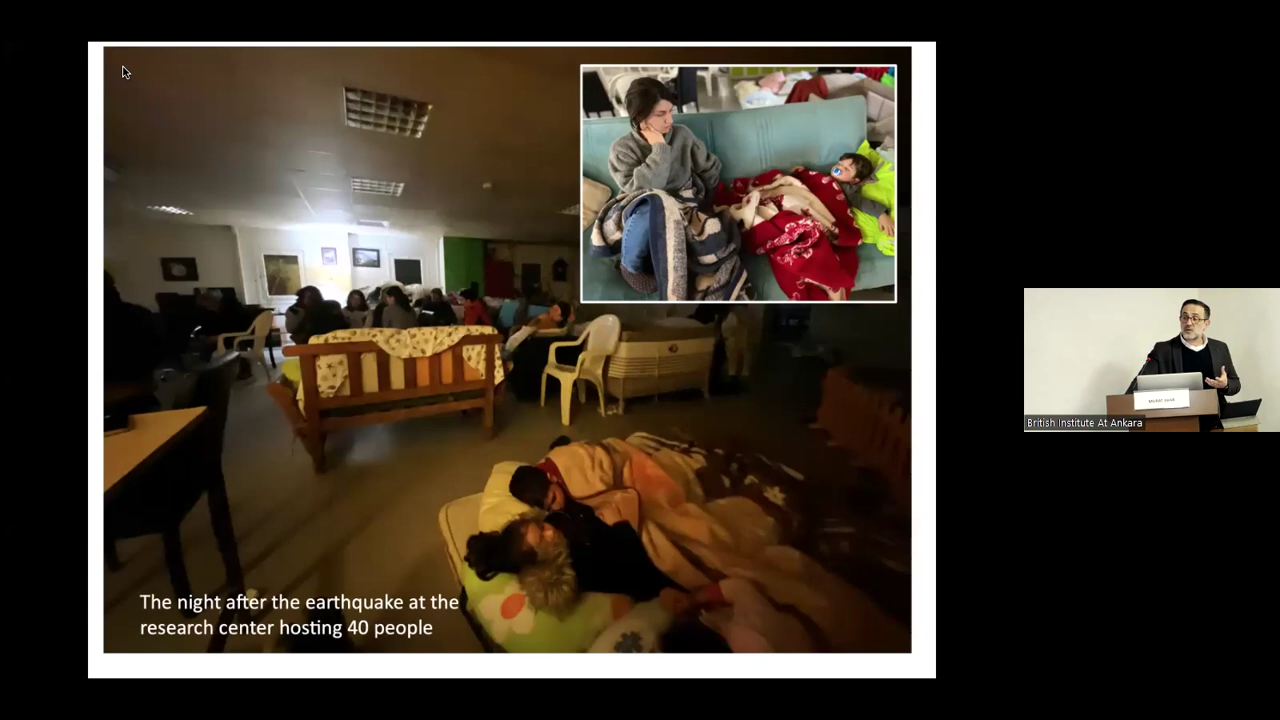 The night after the earthquake at the
research center hosting 40 people
British Institute At Ankara